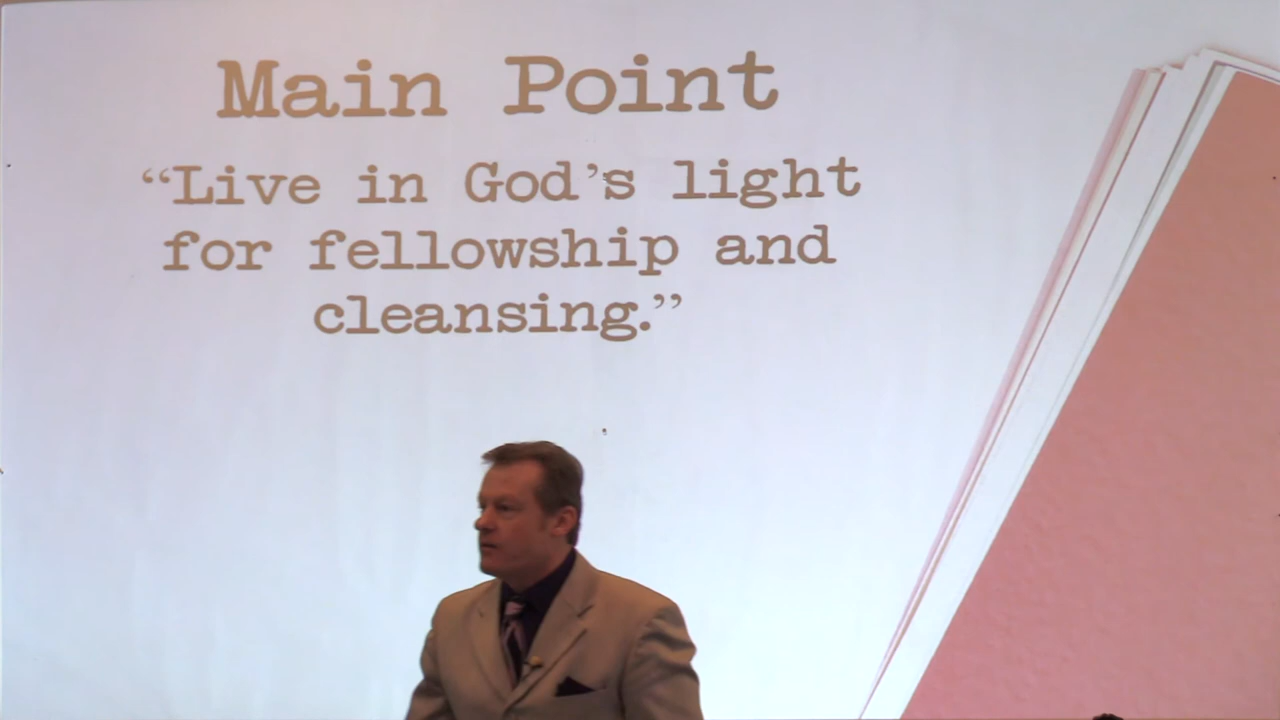 Main Point
“Live in God’s light
for fellowship and
cleansing.”